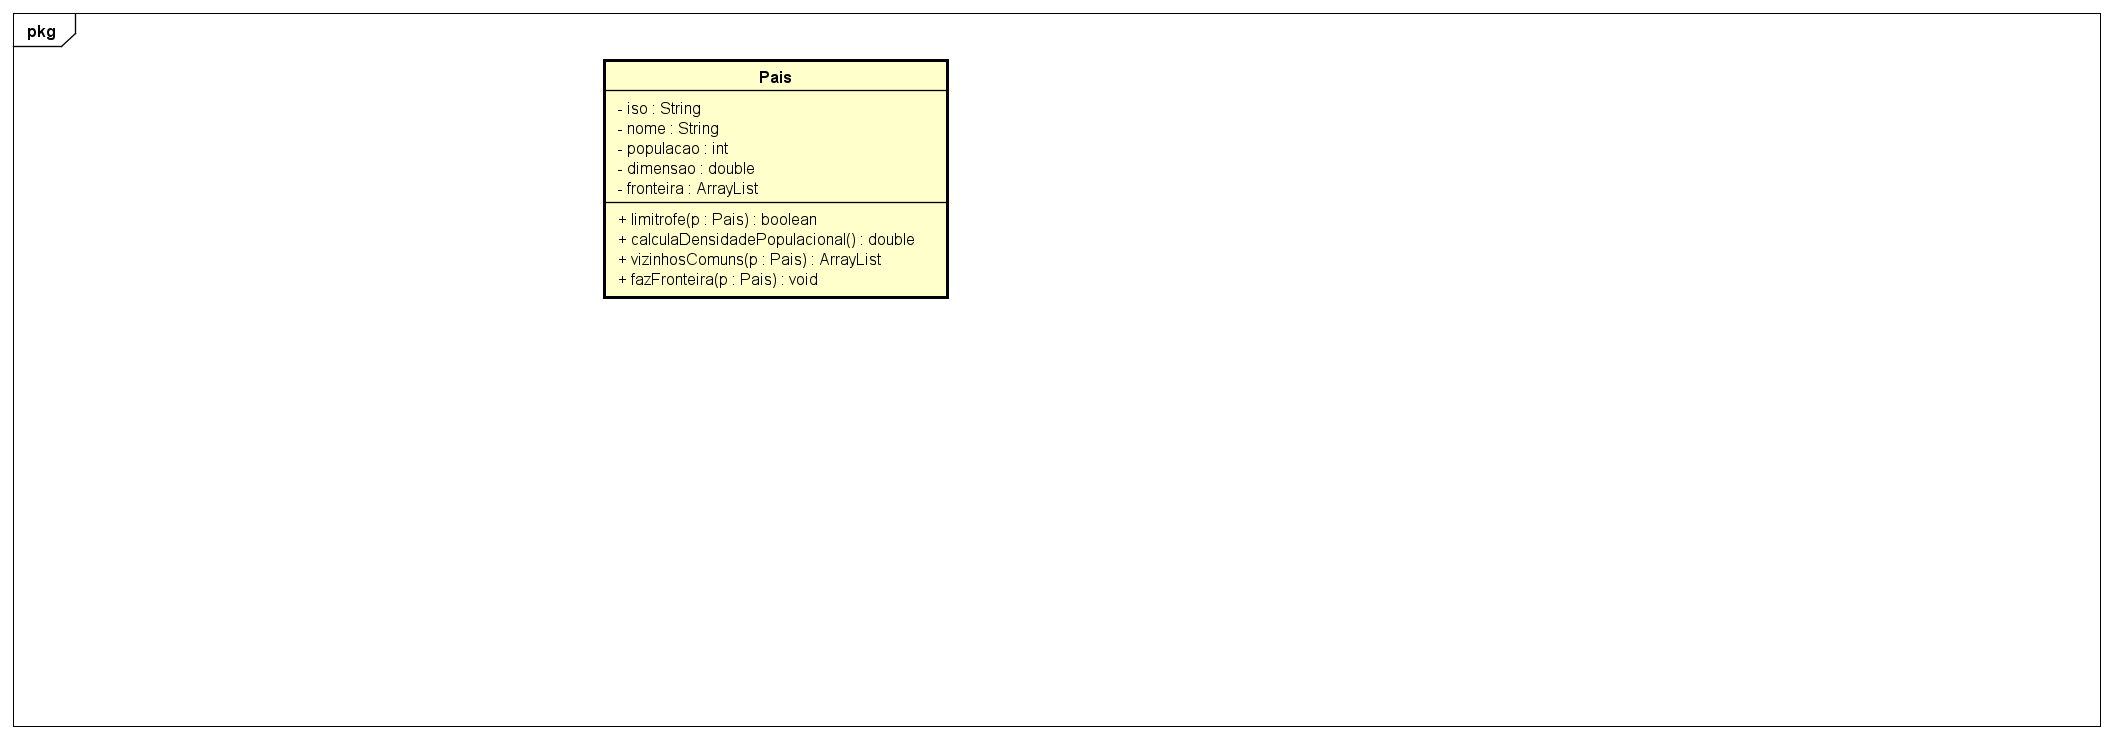 pkg
Pais
- iso : String
- nome : String
- populacao : int
- dimensao : double
- fronteira : ArrayList
+ limitrofe(p : Pais) : boolean
+ calculaDensidadePopulacional() : double
+ vizinhosComuns(p : Pais) : ArrayList
+ fazFronteira(p : Pais) : void